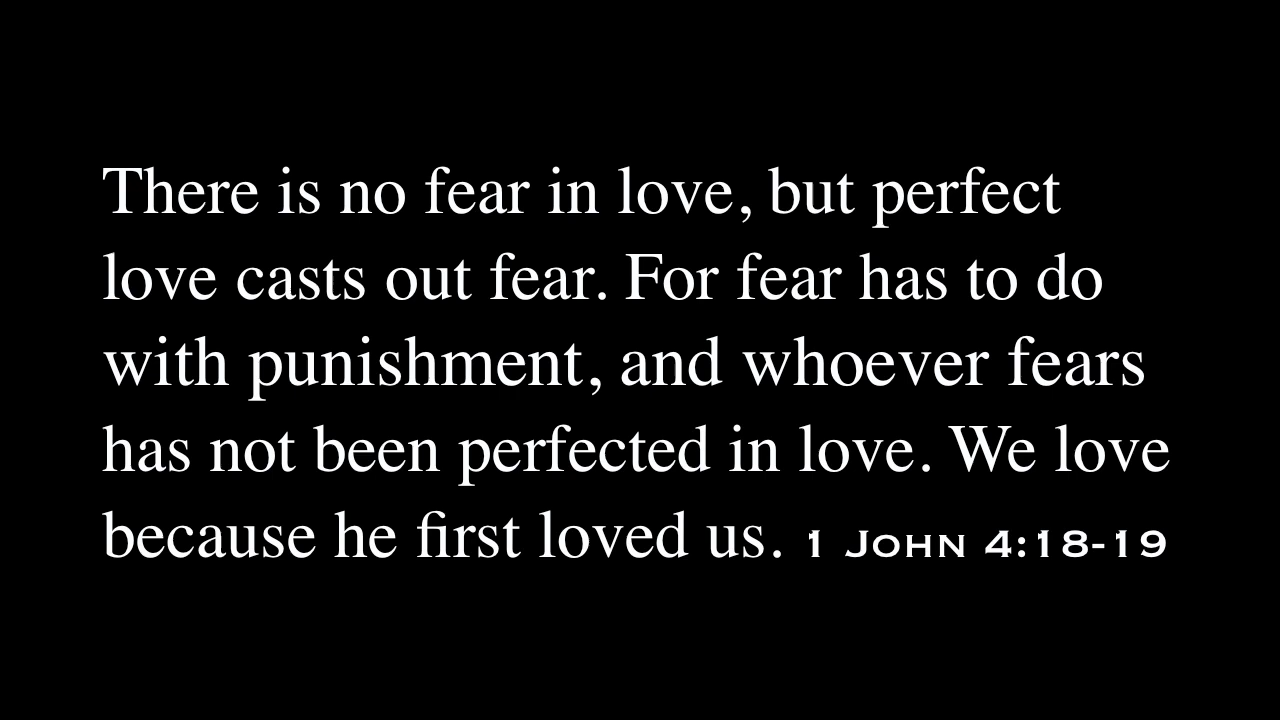 There is no fear in love, but perfect
love casts out fear. For fear has to do
with punishment, and whoever fears
has not been perfected in love. We love
because he first loved us. 1 John 4:18-19